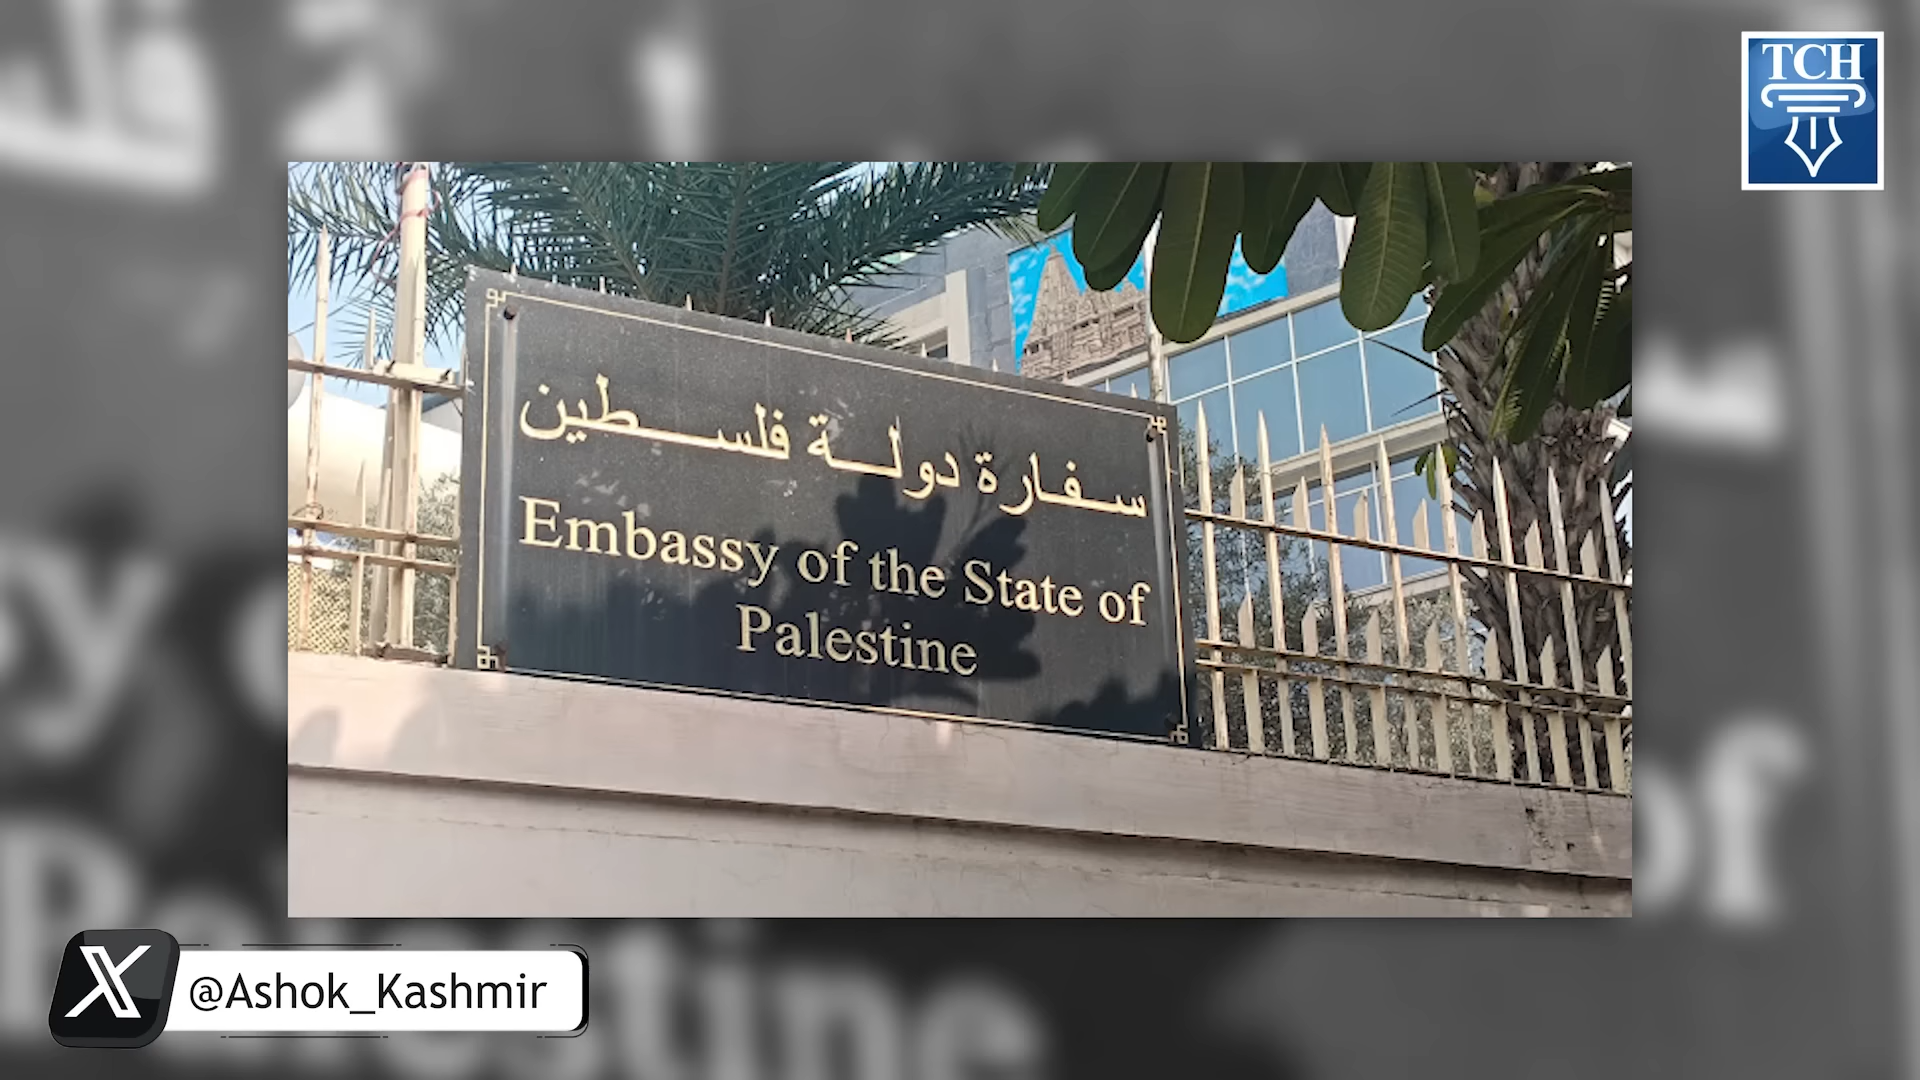 TCH
سفارة دولة فلسطين
Embassy of the State of
Palestine
@Ashok_Kashmir